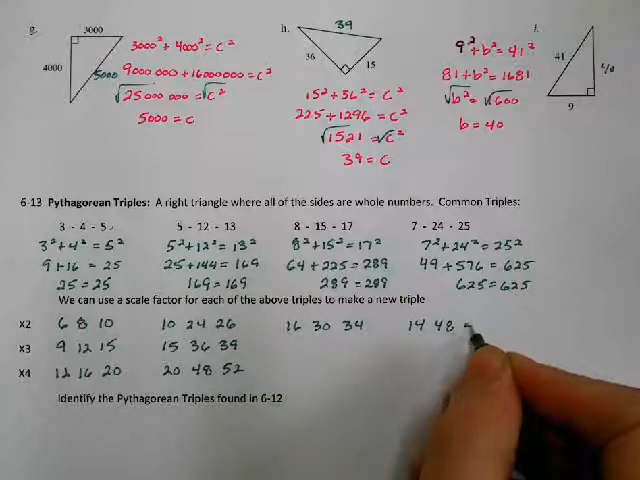 g.
3000
4000
5000
3000² + 4000² = c²
9000 000 + 16000000 = c²
√25000 000 = √c²
5000 = c
h.
39
36
15
15² + 36² = c²
225 + 1296 = c²
√1521 = √c²
39 = c
i.
41
40
9
9² + b² = 41²
81 + b² = 1681
√b² = √1600
b = 40
6-13 Pythagorean Triples: A right triangle where all of the sides are whole numbers. Common Triples:
3 - 4 - 5 5 - 12 - 13 8 - 15 - 17 7 - 24 - 25
3² + 4² = 5² 5² + 12² = 13² 8² + 15² = 17² 7² + 24² = 25²
9 + 16 = 25 25 + 144 = 169 64 + 225 = 289 49 + 576 = 625
25 = 25 169 = 169 289 = 289 625 = 625
We can use a scale factor for each of the above triples to make a new triple
X2 6 8 10 10 24 26 16 30 34 14 48
X3 9 12 15 15 36 39
X4 12 16 20 20 48 52
Identify the Pythagorean Triples found in 6-12